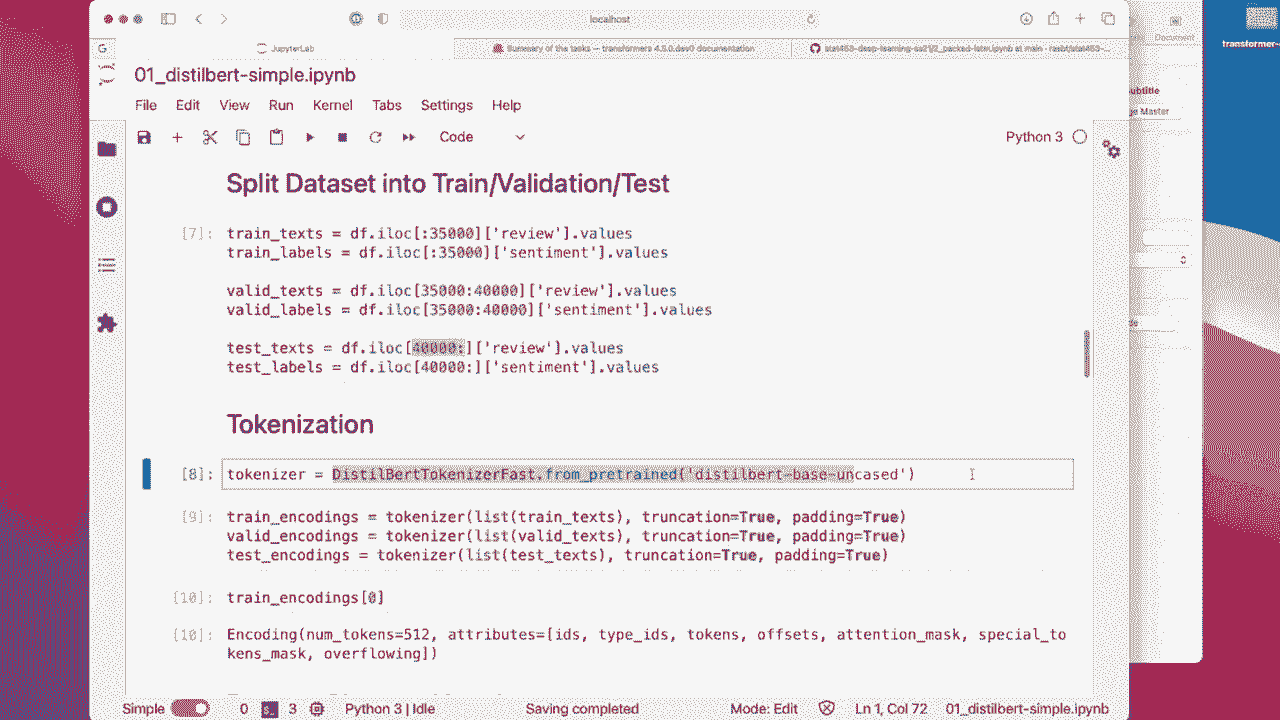 localhost
G
JupyterLab
Summary of the tasks — transformers 4.5.0.dev0 documentation
stat453-deep-learning-ss21/2_packed-lstm.ipynb at main · rasbt/stat453-...
Document
transformer-
01_distilbert-simple.ipynb
ubtitle
File Edit View Run Kernel Tabs Settings Help
ge Master
Code
Python 3
Split Dataset into Train/Validation/Test
[7]: train_texts = df.iloc[:35000]['review'].values
train_labels = df.iloc[:35000]['sentiment'].values
valid_texts = df.iloc[35000:40000]['review'].values
valid_labels = df.iloc[35000:40000]['sentiment'].values
test_texts = df.iloc[40000:]['review'].values
test_labels = df.iloc[40000:]['sentiment'].values
Tokenization
[8]: tokenizer = DistilBertTokenizerFast.from_pretrained('distilbert-base-uncased')
[9]: train_encodings = tokenizer(list(train_texts), truncation=True, padding=True)
valid_encodings = tokenizer(list(valid_texts), truncation=True, padding=True)
test_encodings = tokenizer(list(test_texts), truncation=True, padding=True)
[10]: train_encodings[0]
[10]: Encoding(num_tokens=512, attributes=[ids, type_ids, tokens, offsets, attention_mask, special_to
kens_mask, overflowing])
Simple 0 3 Python 3 | Idle Saving completed Mode: Edit Ln 1, Col 72 01_distilbert-simple.ipynb